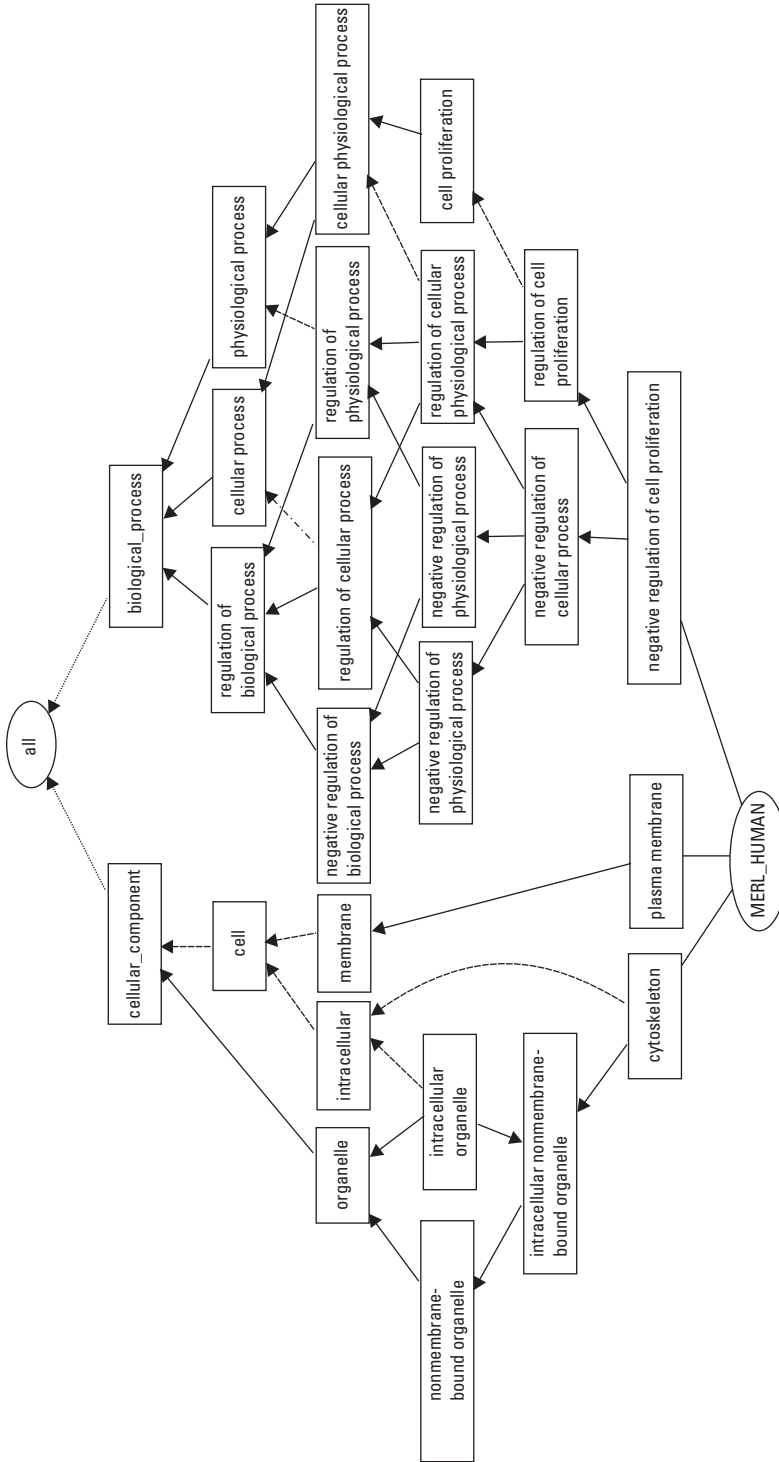 all
cellular_component
biological_process
cell
regulation of
biological process
cellular process
physiological process
organelle
intracellular
membrane
negative regulation of
biological process
regulation of cellular process
regulation of
physiological process
cellular physiological process
nonmembrane-
bound organelle
intracellular
organelle
negative regulation of
physiological process
negative regulation of
physiological process
regulation of cellular
physiological process
cell proliferation
intracellular nonmembrane-
bound organelle
negative regulation of
cellular process
regulation of cell
proliferation
cytoskeleton
plasma membrane
negative regulation of cell proliferation
MERL_HUMAN